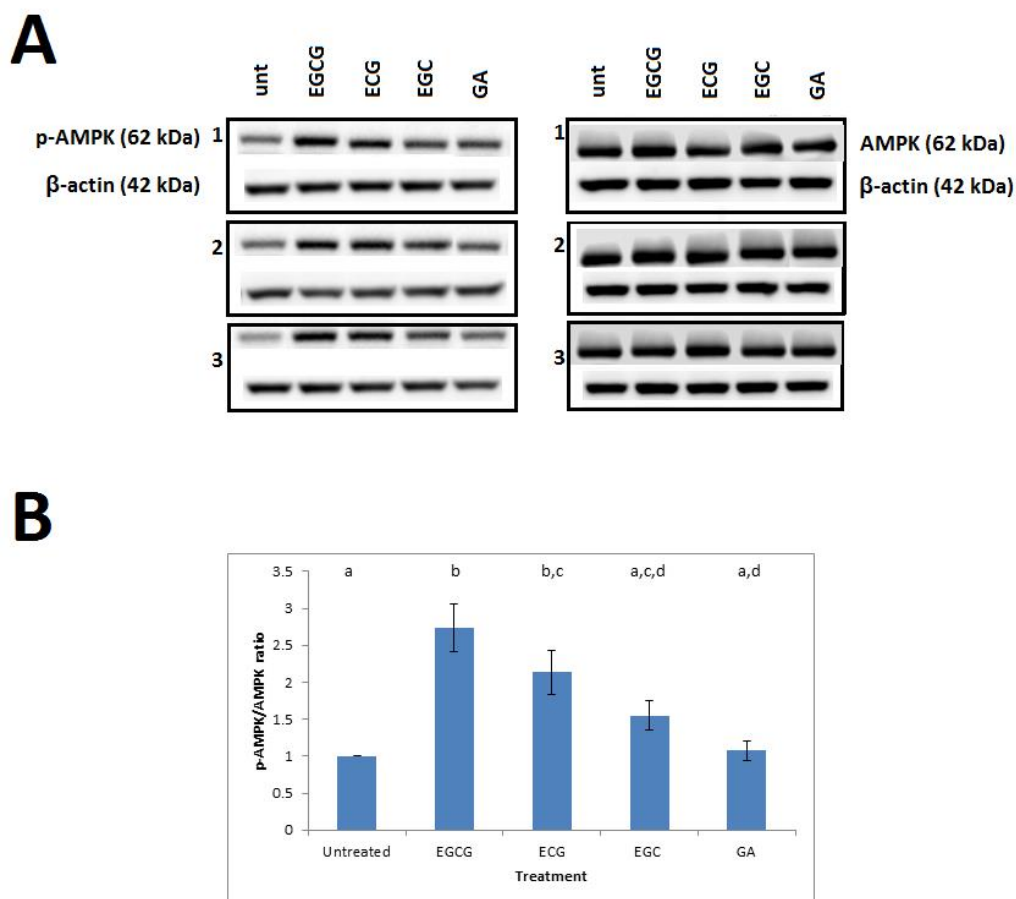 A
unt EGCG ECG EGC GA
unt EGCG ECG EGC GA
p-AMPK (62 kDa) 1
β-actin (42 kDa)
1 AMPK (62 kDa)
β-actin (42 kDa)
2
2
3
3
B
a b b,c a,c,d a,d
3.5
3
2.5
2
1.5
1
0.5
0
p-AMPK/AMPK ratio
Untreated EGCG ECG EGC GA
Treatment